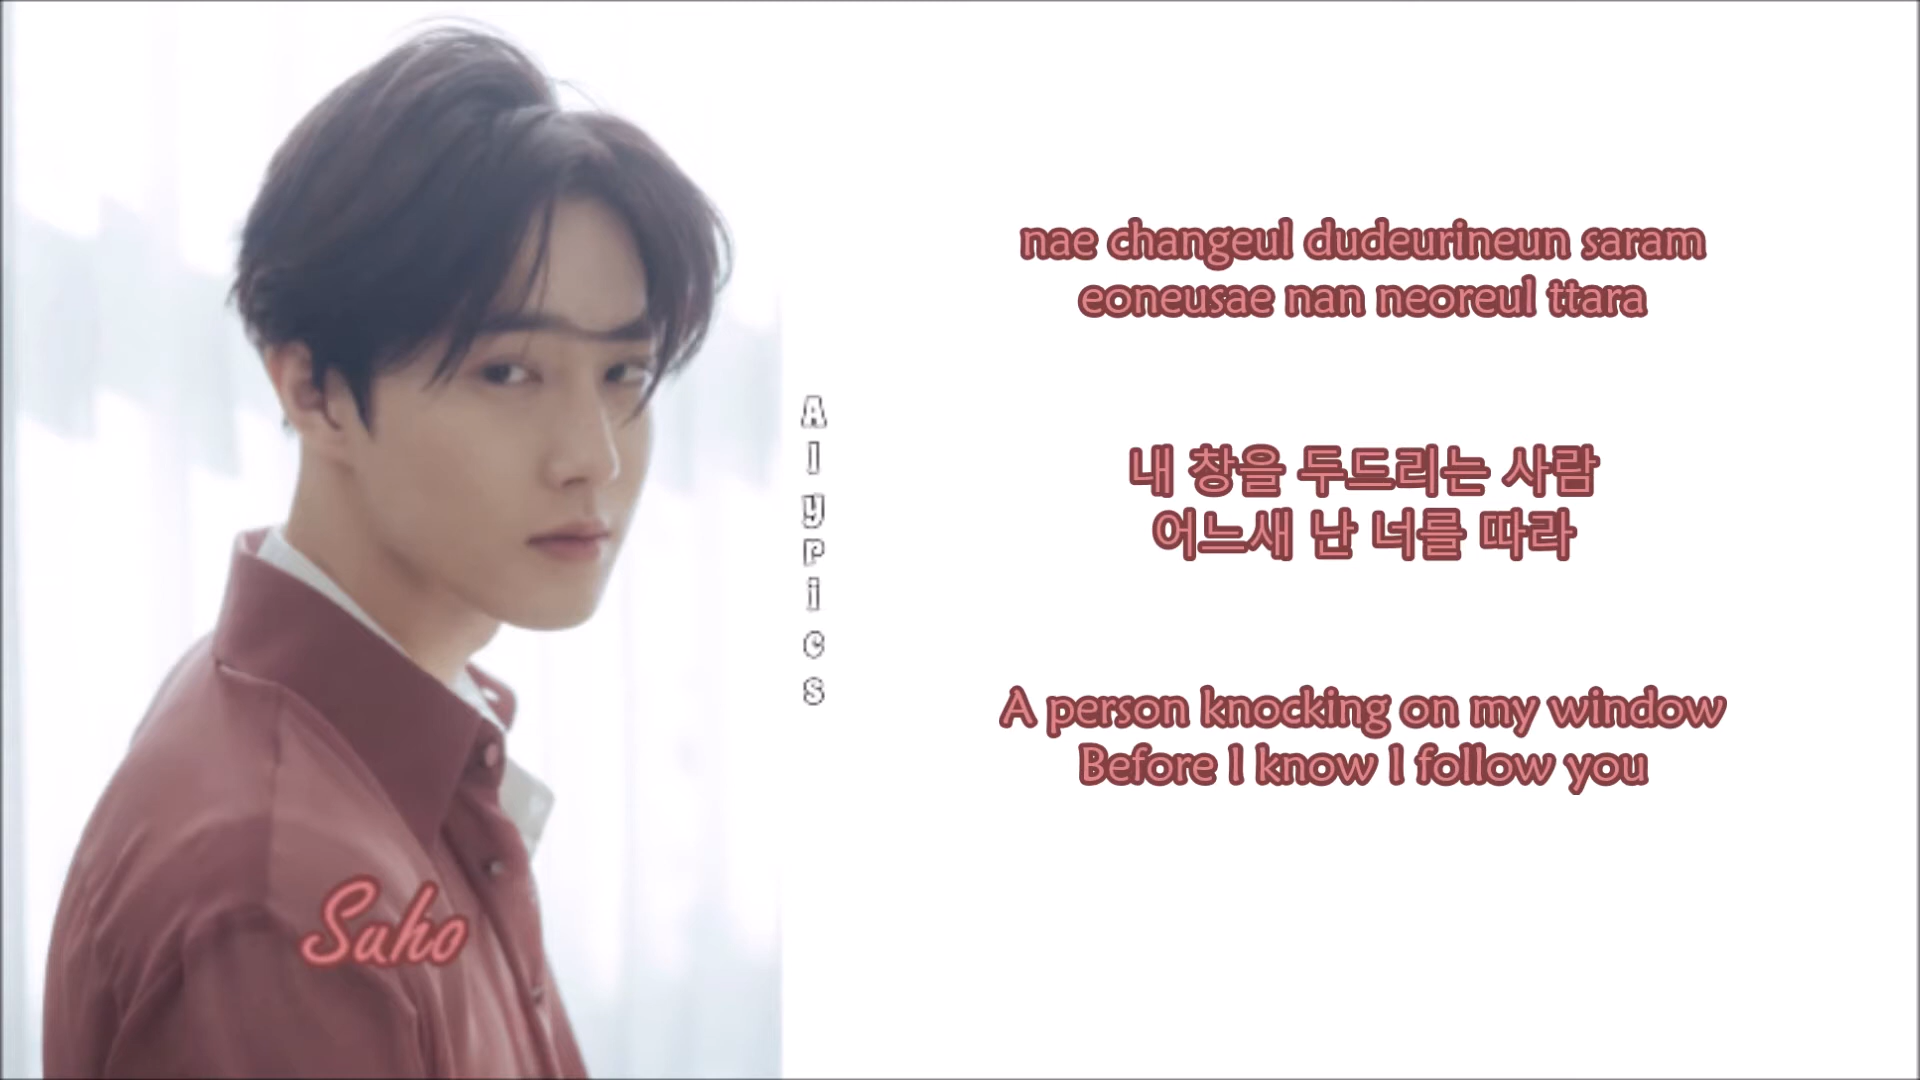 nae changeul dudeurineun saram
eoneusae nan neoreul ttara
내 창을 두드리는 사람
어느새 난 너를 따라
A person knocking on my window
Before I know I follow you
Alyrics
Suho